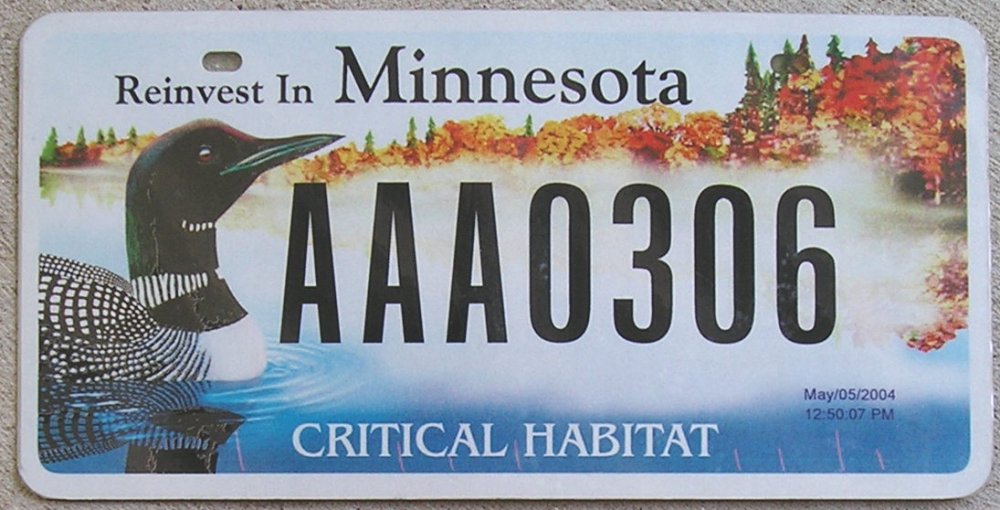 Reinvest In Minnesota
AAA0306
May/05/2004
12:50:07 PM
CRITICAL HABITAT